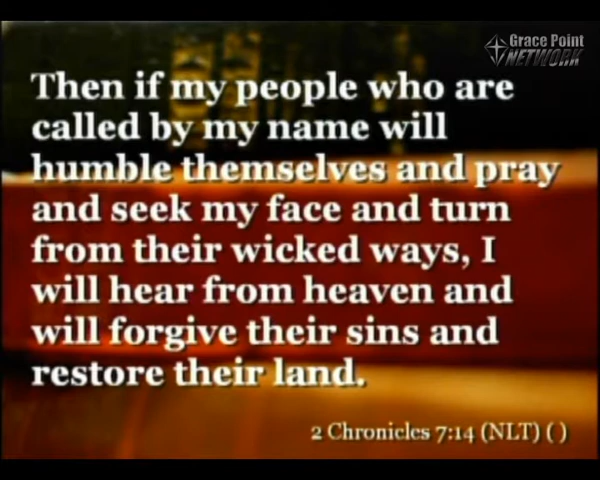 Grace Point
NETWORK
Then if my people who are
called by my name will
humble themselves and pray
and seek my face and turn
from their wicked ways, I
will hear from heaven and
will forgive their sins and
restore their land.
2 Chronicles 7:14 (NLT) ( )